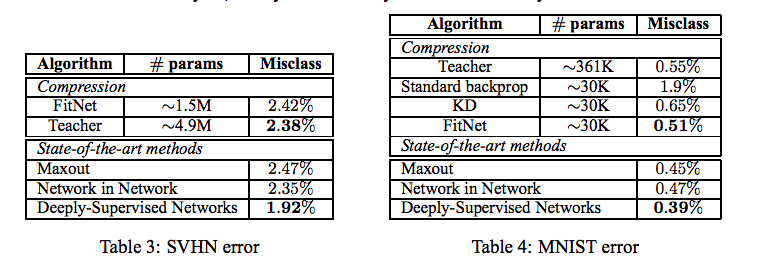 Algorithm # params Misclass
Compression
FitNet ~1.5M 2.42%
Teacher ~4.9M 2.38%
State-of-the-art methods
Maxout 2.47%
Network in Network 2.35%
Deeply-Supervised Networks 1.92%
Table 3: SVHN error
Algorithm # params Misclass
Compression
Teacher ~361K 0.55%
Standard backprop ~30K 1.9%
KD ~30K 0.65%
FitNet ~30K 0.51%
State-of-the-art methods
Maxout 0.45%
Network in Network 0.47%
Deeply-Supervised Networks 0.39%
Table 4: MNIST error